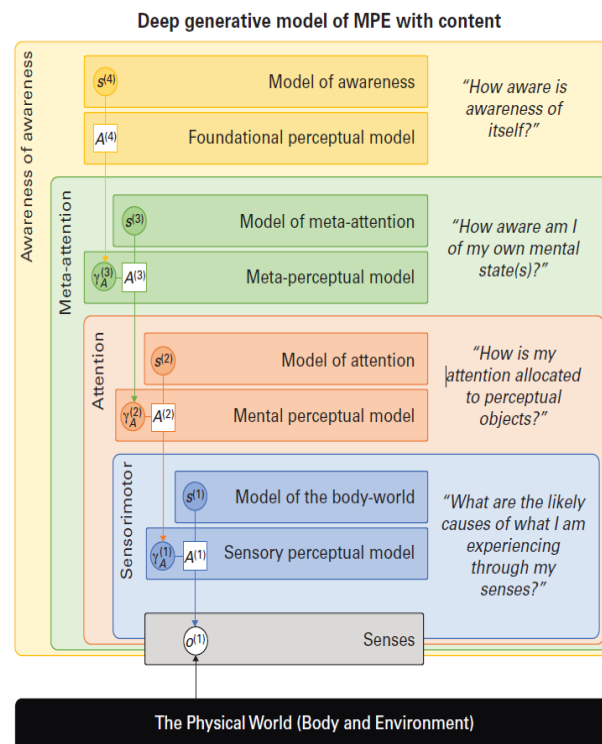 Deep generative model of MPE with content
Awareness of awareness
s(4)
Model of awareness
A(4)
Foundational perceptual model
"How aware is
awareness of
itself?"
Meta-attention
s(3)
Model of meta-attention
γA(3)
A(3)
Meta-perceptual model
"How aware am I
of my own mental
state(s)?"
Attention
s(2)
Model of attention
γA(2)
A(2)
Mental perceptual model
"How is my
attention allocated
to perceptual
objects?"
Sensorimotor
s(1)
Model of the body-world
γA(1)
A(1)
Sensory perceptual model
"What are the likely
causes of what I am
experiencing
through my
senses?"
o(1)
Senses
The Physical World (Body and Environment)